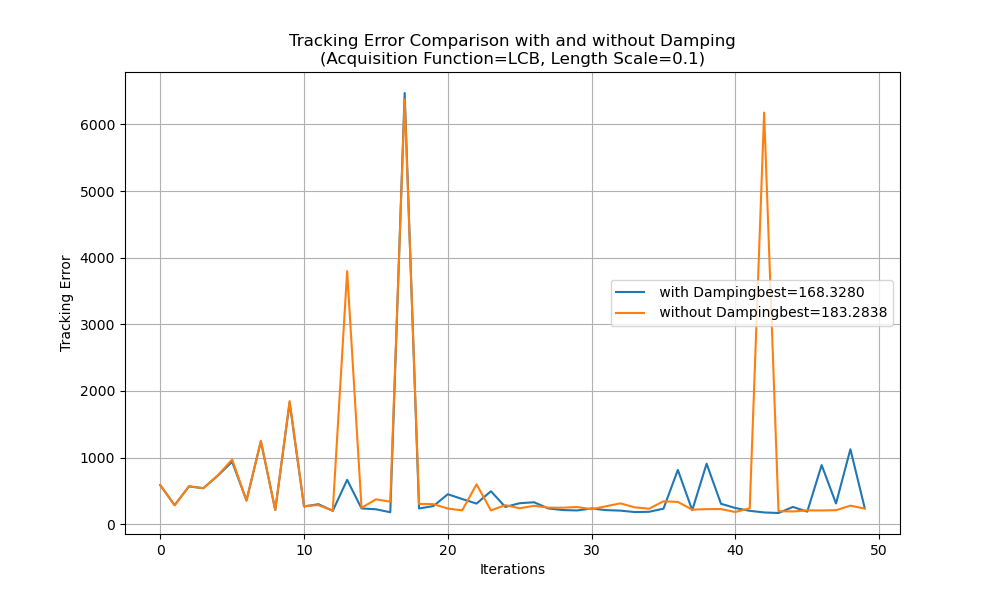 Tracking Error Comparison with and without Damping
(Acquisition Function=LCB, Length Scale=0.1)
Tracking Error
6000
5000
4000
3000
2000
1000
0
with Dampingbest=168.3280
without Dampingbest=183.2838
0 10 20 30 40 50
Iterations